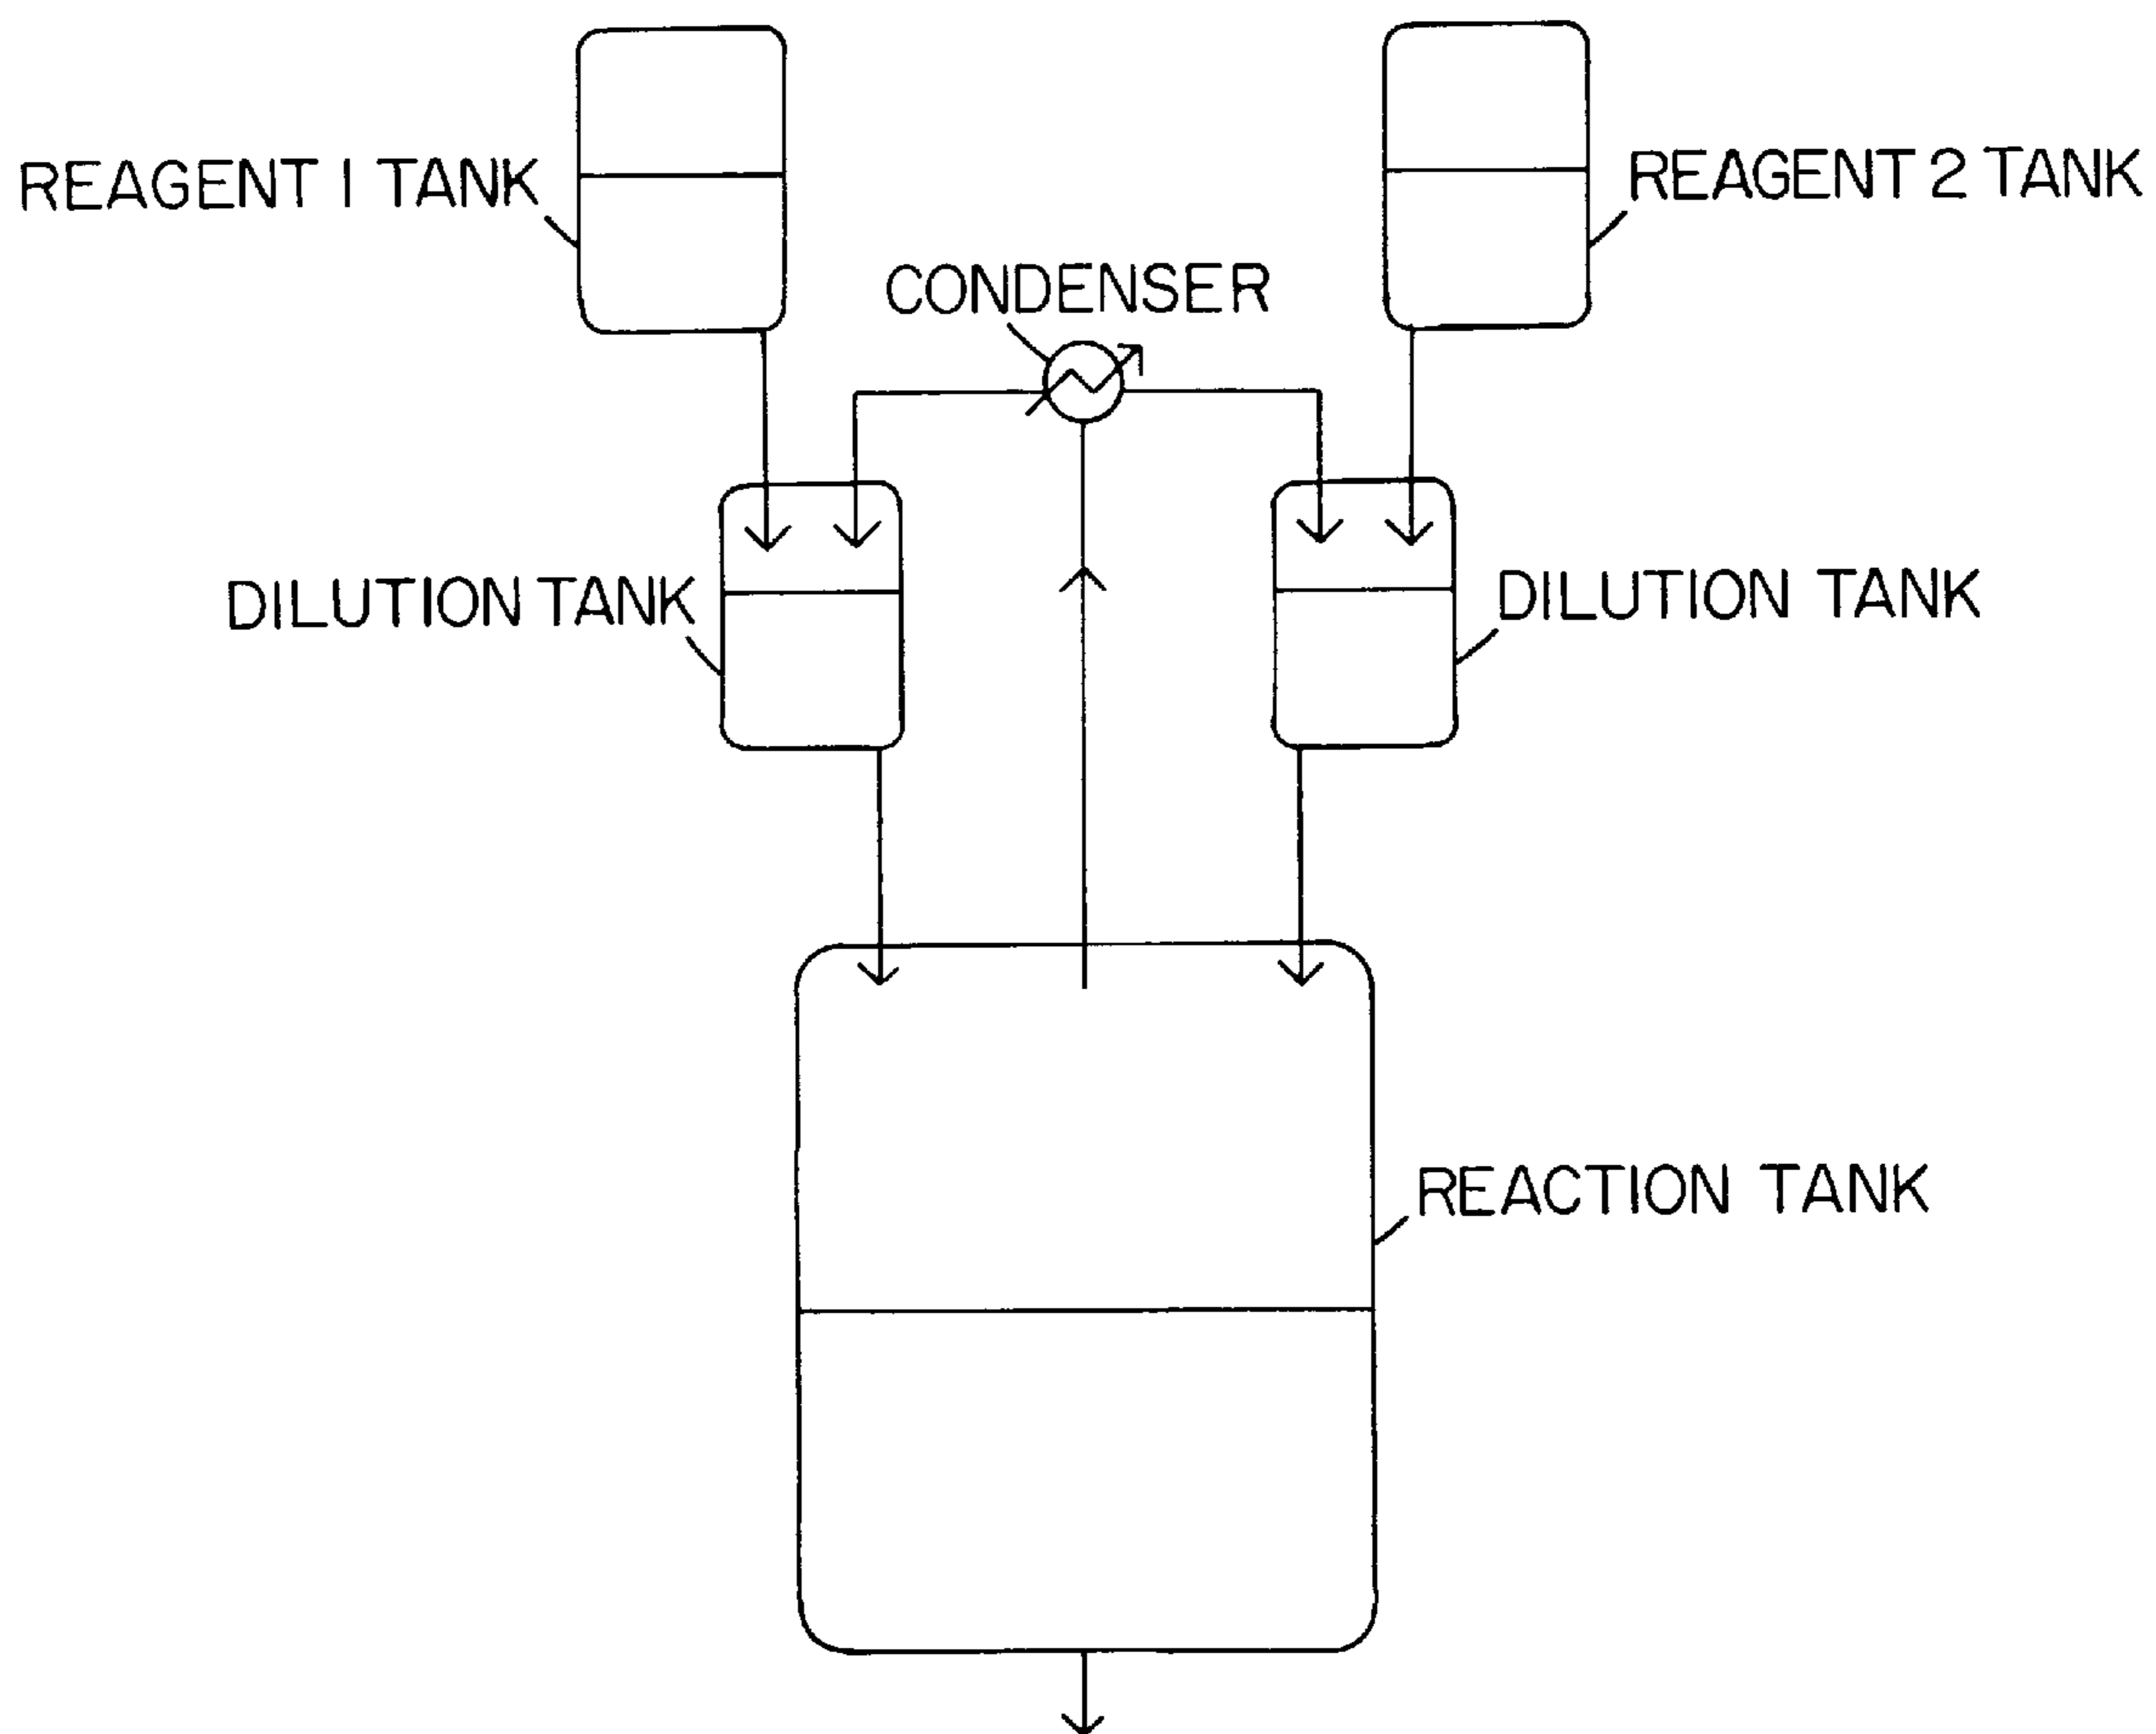 REAGENT 1 TANK
REAGENT 2 TANK
CONDENSER
DILUTION TANK
DILUTION TANK
REACTION TANK